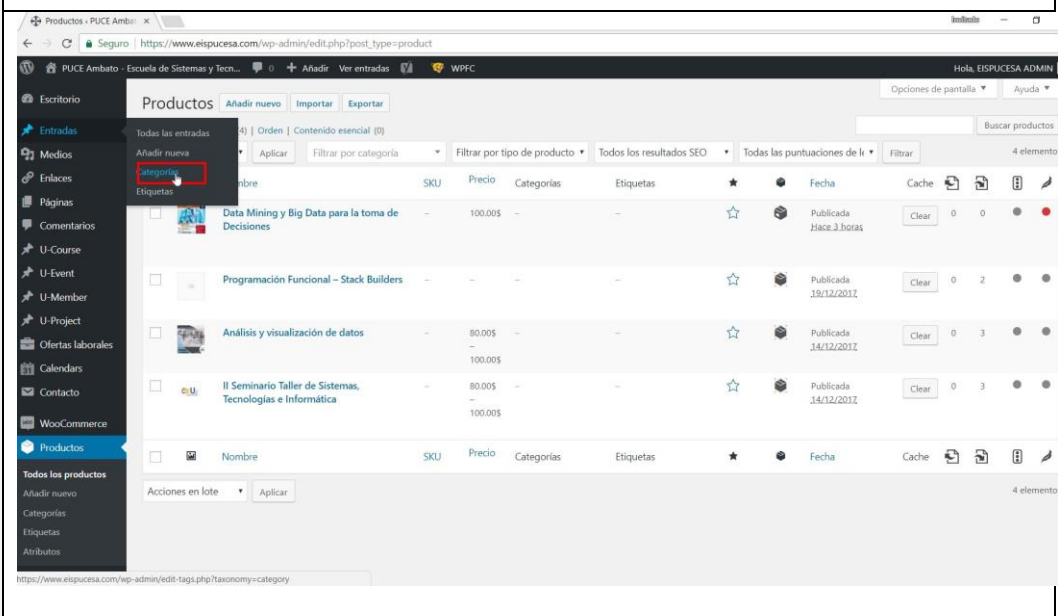 Productos ‹ PUCE Amba
Seguro https://www.eispucesa.com/wp-admin/edit.php?post_type=product
PUCE Ambato - Escuela de Sistemas y Tecn... 0 Añadir Ver entradas WPFC Hola, EISPUCESA ADMIN
Opciones de pantalla Ayuda
Escritorio
Productos Añadir nuevo Importar Exportar
Entradas Todas las entradas (4) | Orden | Contenido esencial (0) Buscar productos
Medios Añadir nueva Aplicar Filtrar por categoría Filtrar por tipo de producto Todos los resultados SEO Todas las puntuaciones de le Filtrar 4 elemento
Enlaces Categorías mbre SKU Precio Categorías Etiquetas Fecha Cache
Páginas Etiquetas
Comentarios
U-Course
U-Event
U-Member
U-Project
Ofertas laborales
Calendars
Contacto
WooCommerce
Productos
Todos los productos
Añadir nuevo
Categorías
Etiquetas
Atributos
Data Mining y Big Data para la toma de
Decisiones
– 100.00$ – – Publicada
Hace 3 horas
Clear 0 0
Programación Funcional – Stack Builders – – – – Publicada
19/12/2017
Clear 0 2
Análisis y visualización de datos – 80.00$
–
100.00$
– – Publicada
14/12/2017
Clear 0 3
eisU
II Seminario Taller de Sistemas,
Tecnologías e Informática
– 80.00$
–
100.00$
– – Publicada
14/12/2017
Clear 0 3
Nombre SKU Precio Categorías Etiquetas Fecha Cache
Acciones en lote Aplicar 4 elemento
https://www.eispucesa.com/wp-admin/edit-tags.php?taxonomy=category